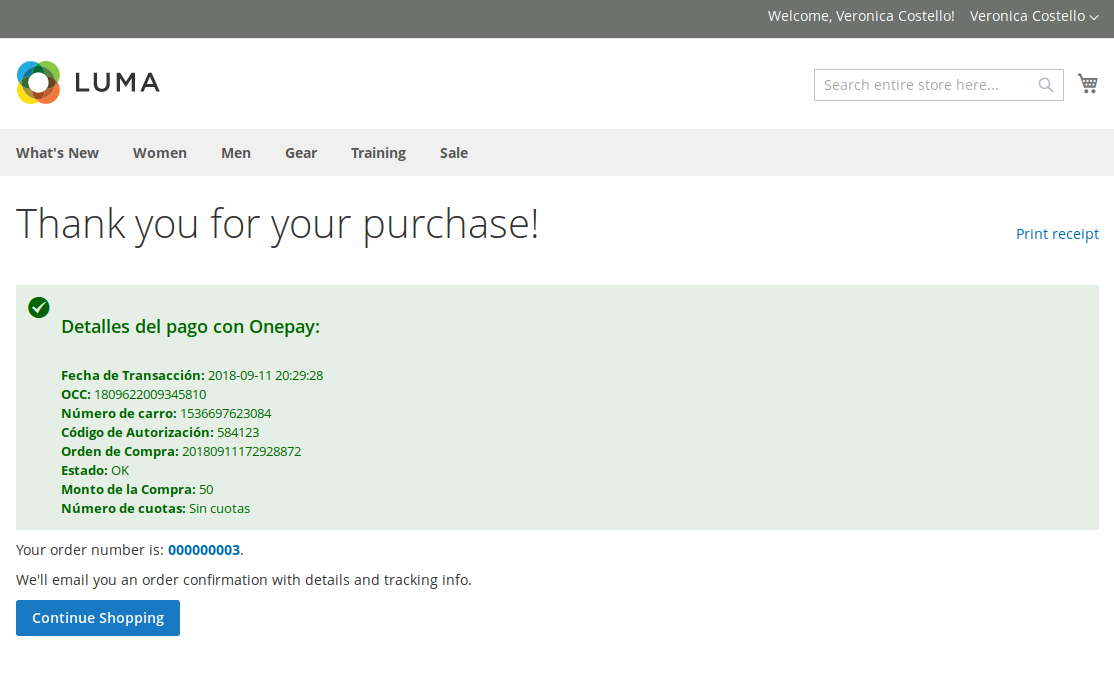 Welcome, Veronica Costello! Veronica Costello
LUMA
Search entire store here...
What's New Women Men Gear Training Sale
Thank you for your purchase!
Print receipt
Detalles del pago con Onepay:
Fecha de Transacción: 2018-09-11 20:29:28
OCC: 1809622009345810
Número de carro: 1536697623084
Código de Autorización: 584123
Orden de Compra: 20180911172928872
Estado: OK
Monto de la Compra: 50
Número de cuotas: Sin cuotas
Your order number is: 000000003.
We'll email you an order confirmation with details and tracking info.
Continue Shopping